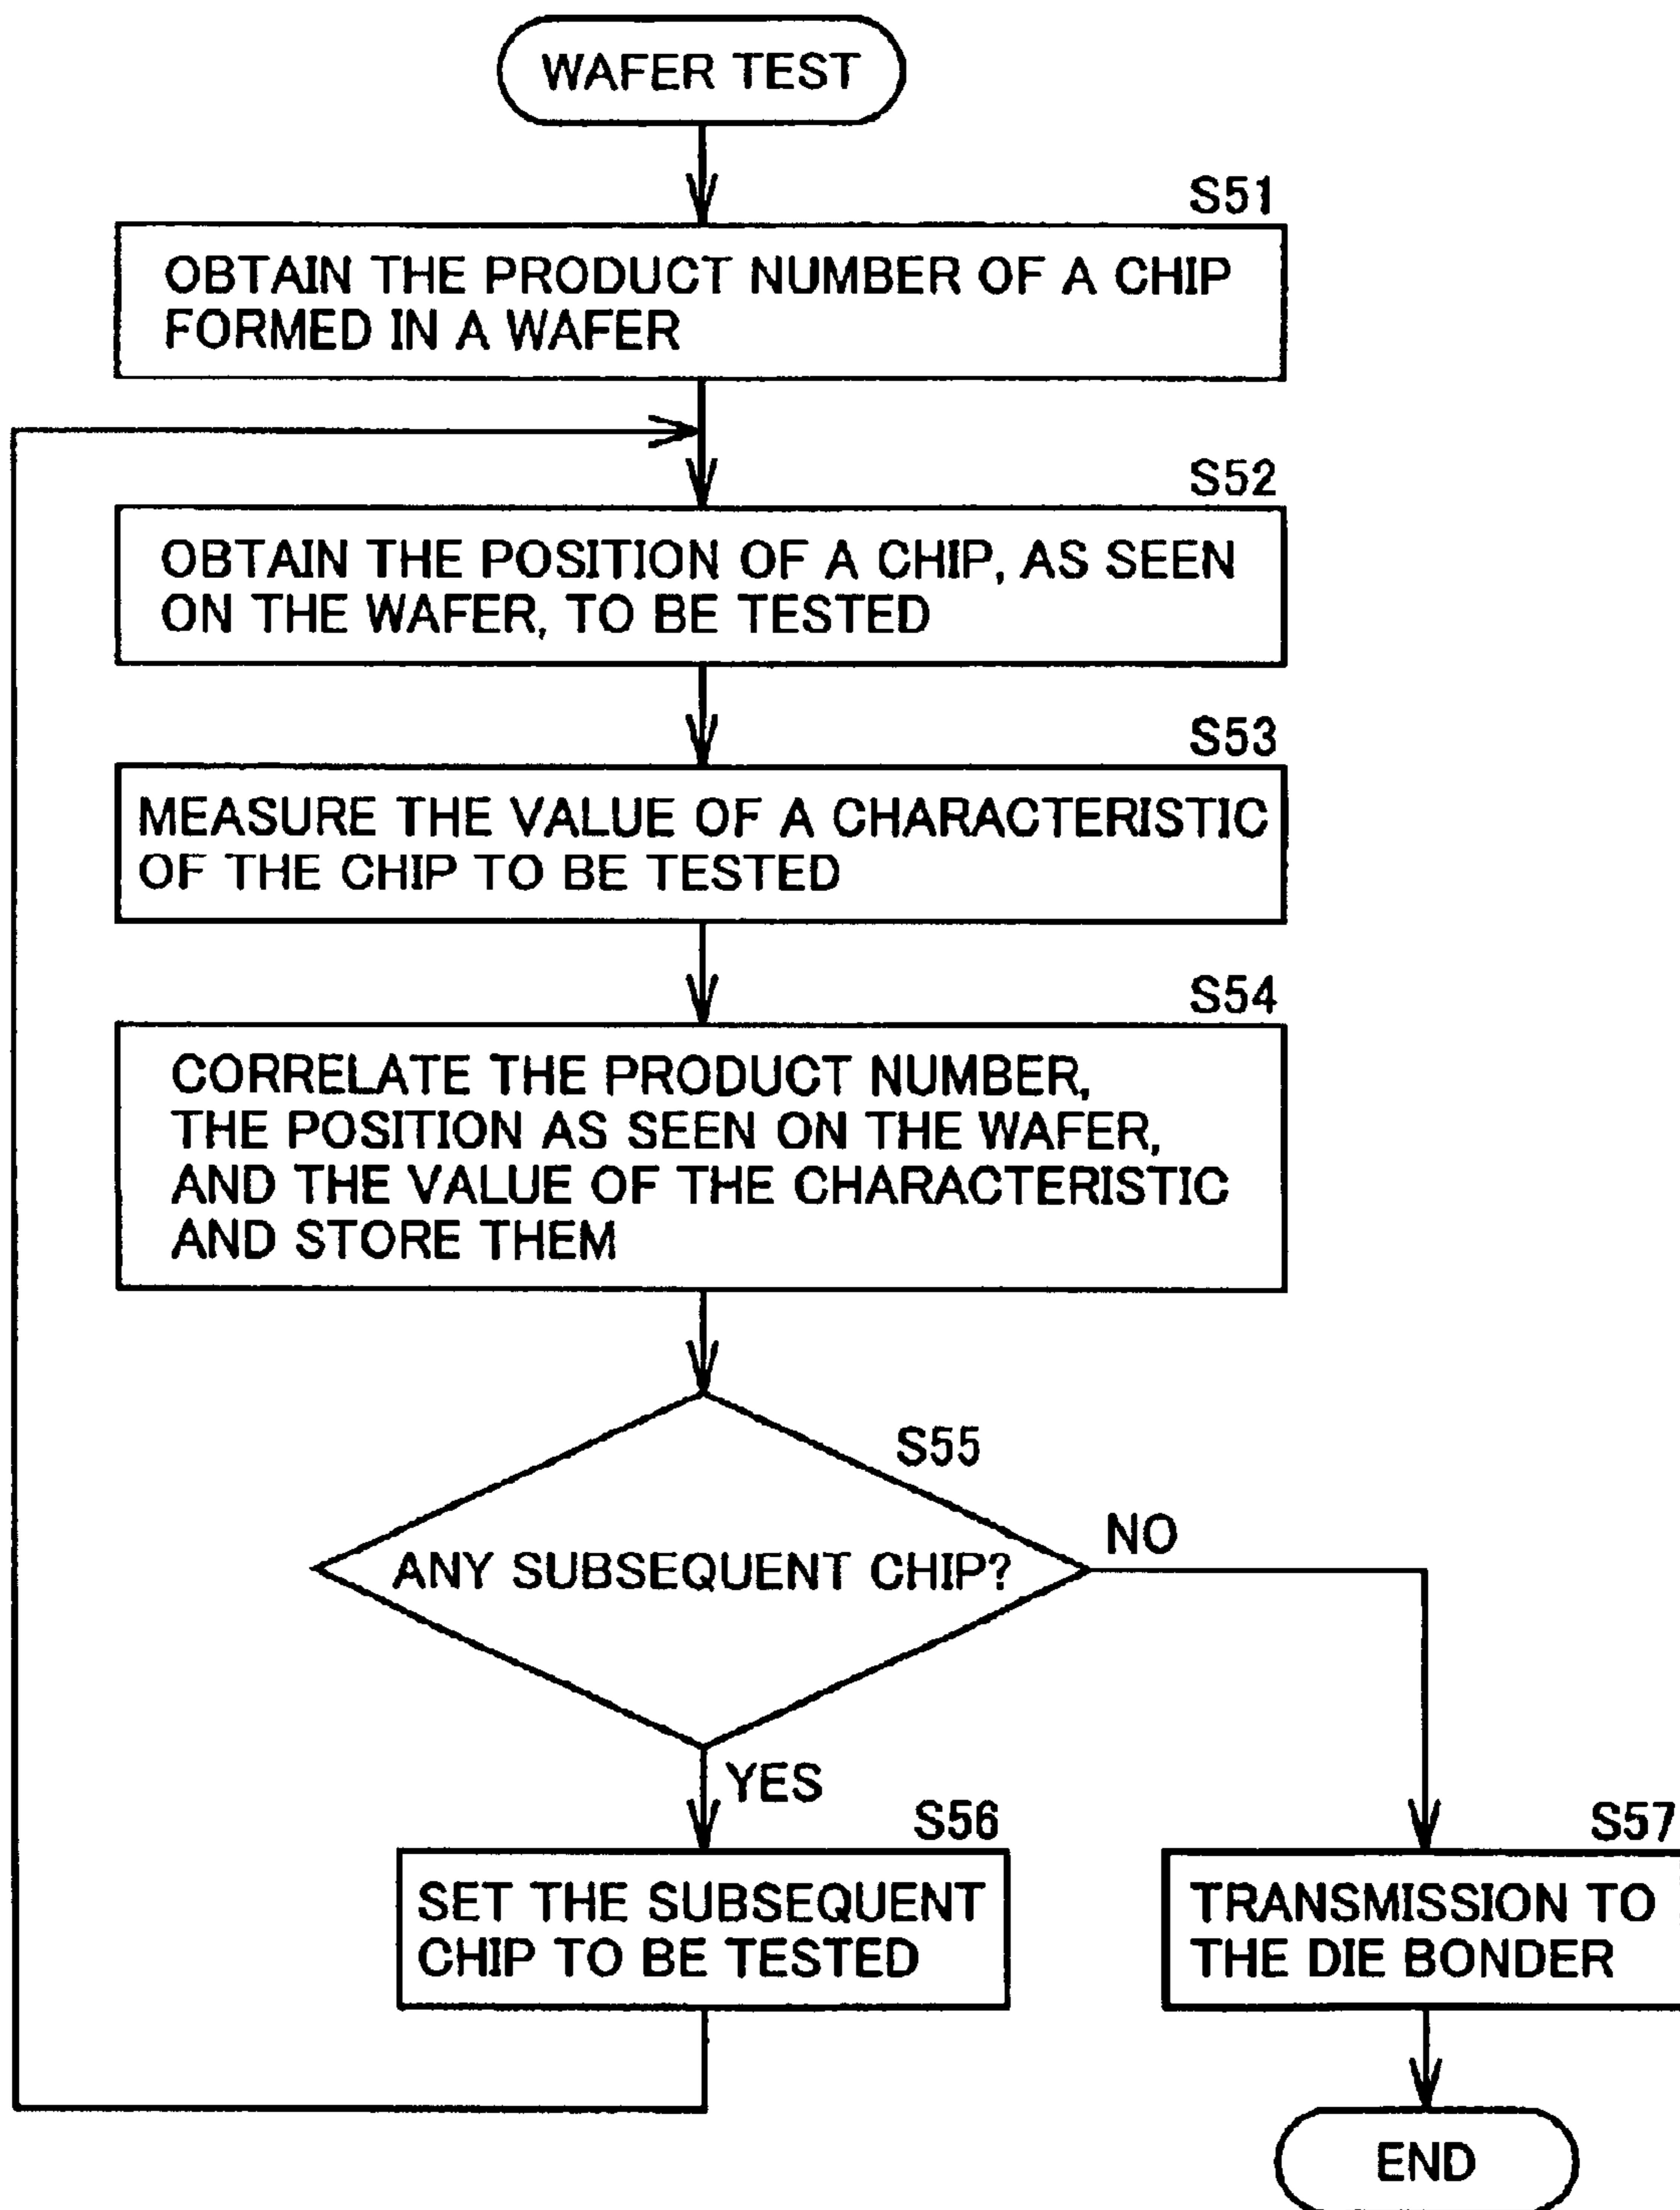 WAFER TEST
S51
OBTAIN THE PRODUCT NUMBER OF A CHIP
FORMED IN A WAFER
S52
OBTAIN THE POSITION OF A CHIP, AS SEEN
ON THE WAFER, TO BE TESTED
S53
MEASURE THE VALUE OF A CHARACTERISTIC
OF THE CHIP TO BE TESTED
S54
CORRELATE THE PRODUCT NUMBER,
THE POSITION AS SEEN ON THE WAFER,
AND THE VALUE OF THE CHARACTERISTIC
AND STORE THEM
S55
ANY SUBSEQUENT CHIP?
NO
YES
S56
SET THE SUBSEQUENT
CHIP TO BE TESTED
S57
TRANSMISSION TO
THE DIE BONDER
END